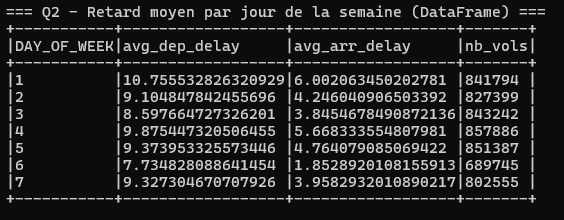 === Q2 - Retard moyen par jour de la semaine (DataFrame) ===
+-----------+------------------+------------------+-------+
|DAY_OF_WEEK|avg_dep_delay     |avg_arr_delay     |nb_vols|
+-----------+------------------+------------------+-------+
|1          |10.755532826320929|6.002063450202781 |841794 |
|2          |9.104847842455696 |4.246040906503392 |827399 |
|3          |8.597664727326201 |3.8454678490872136|843242 |
|4          |9.875447320506455 |5.668333554807981 |857886 |
|5          |9.373953325573446 |4.764079085069422 |851387 |
|6          |7.734828088641454 |1.8528920108155913|689745 |
|7          |9.327304670707926 |3.9582932010890217|802555 |
+-----------+------------------+------------------+-------+